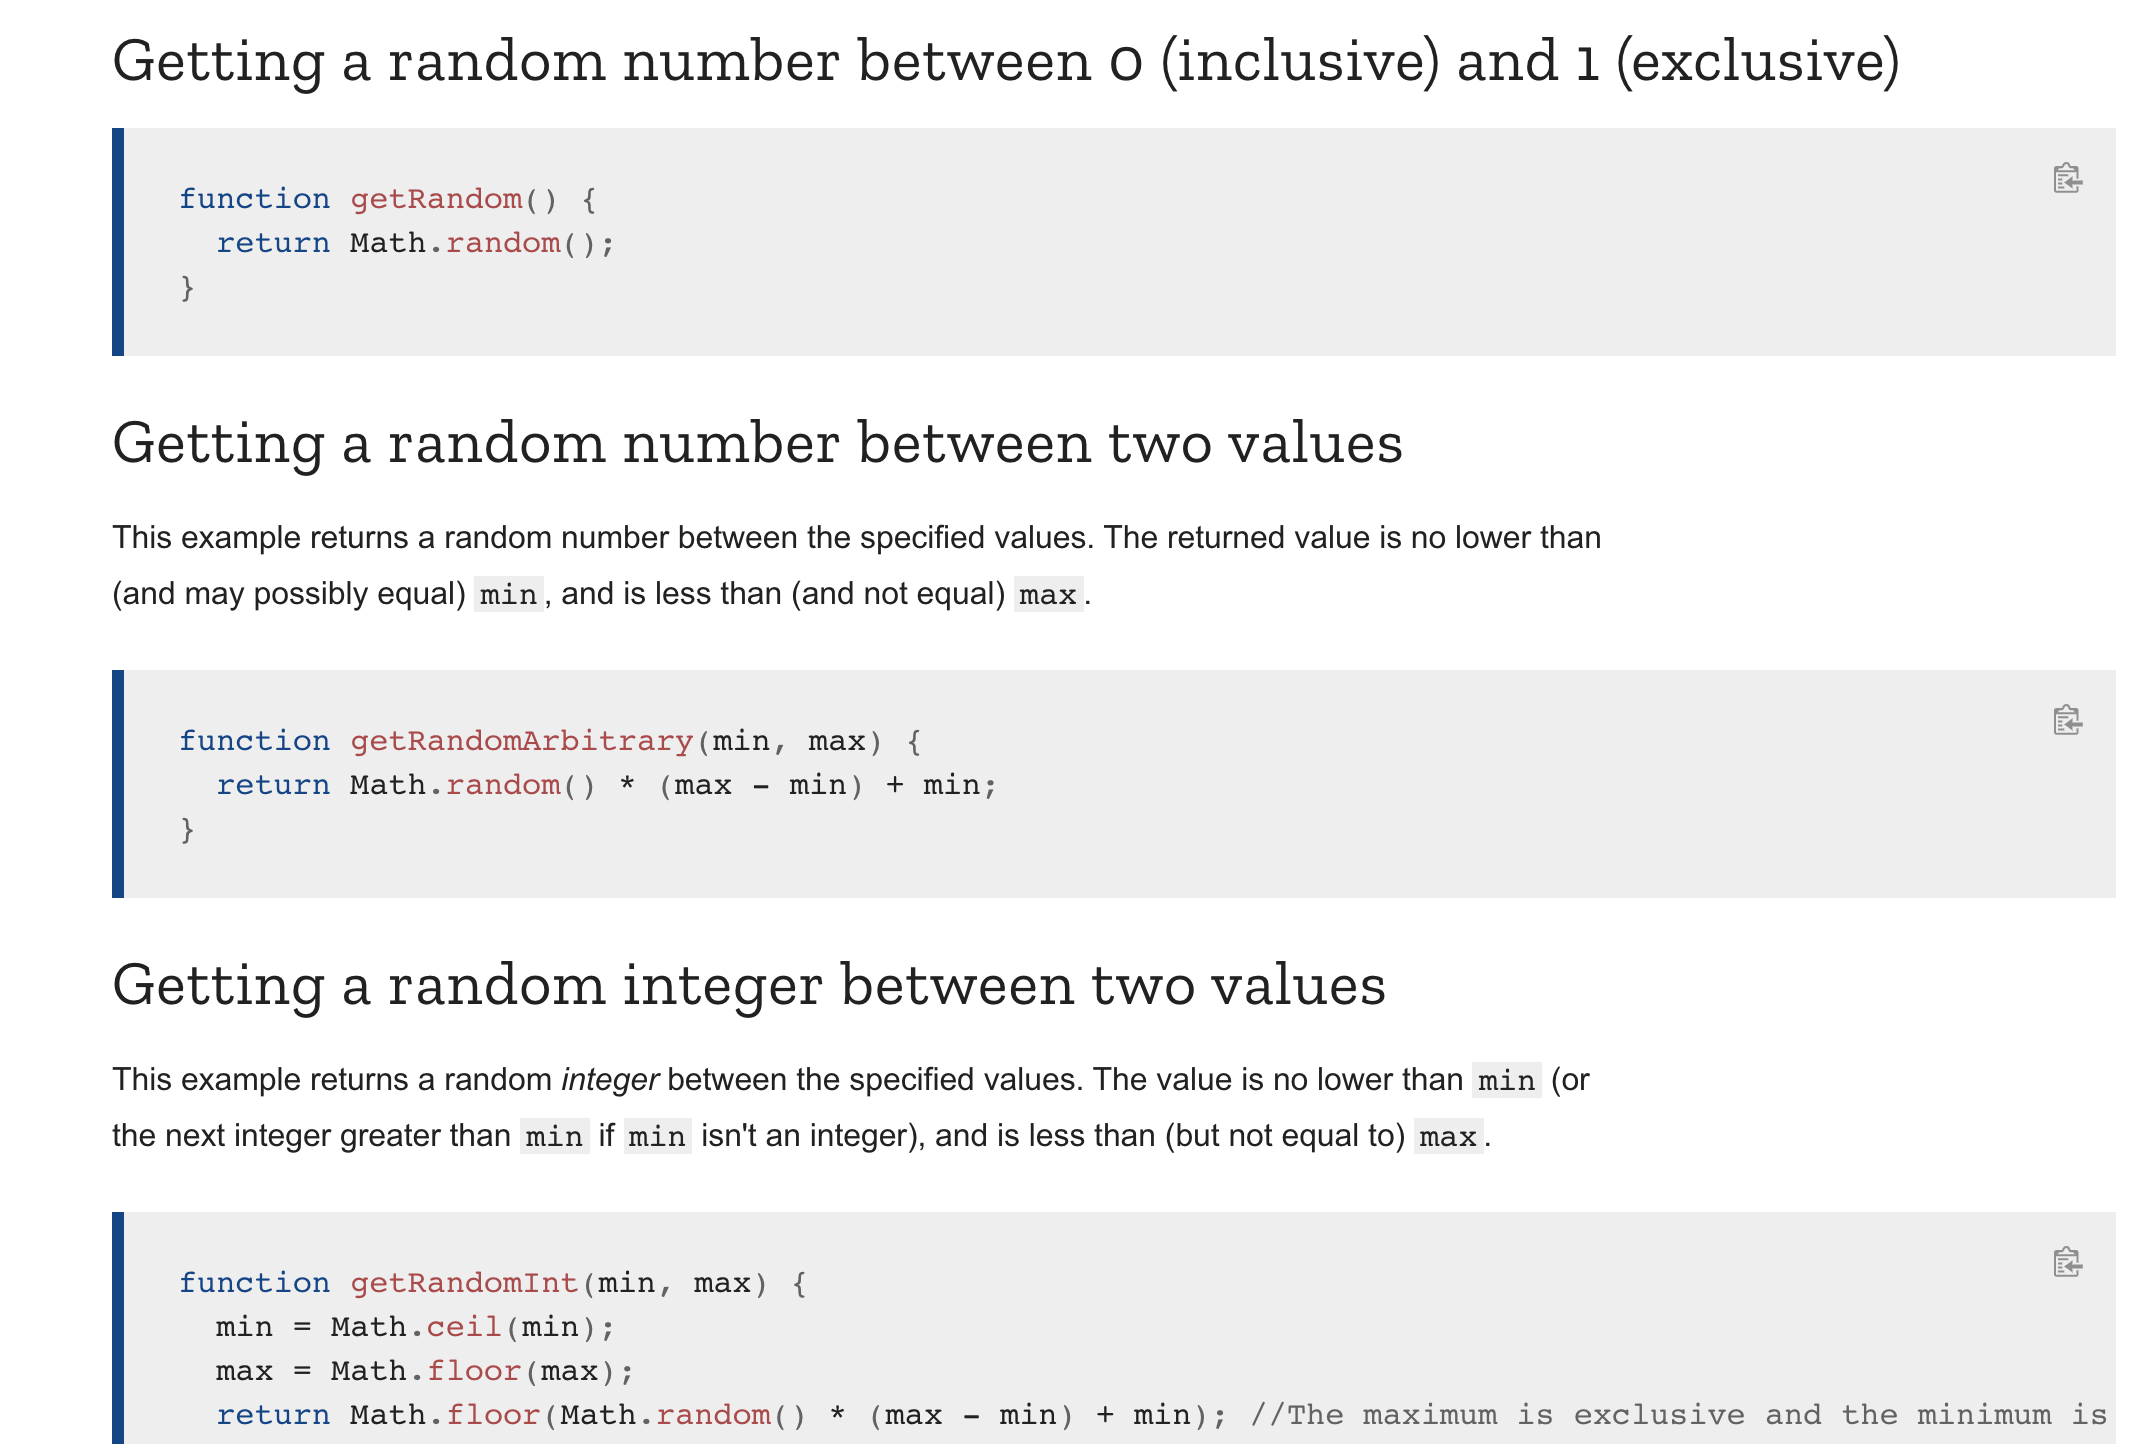 Getting a random number between 0 (inclusive) and 1 (exclusive)
function getRandom() {
  return Math.random();
}
Getting a random number between two values
This example returns a random number between the specified values. The returned value is no lower than
(and may possibly equal) min, and is less than (and not equal) max.
function getRandomArbitrary(min, max) {
  return Math.random() * (max - min) + min;
}
Getting a random integer between two values
This example returns a random integer between the specified values. The value is no lower than min (or
the next integer greater than min if min isn't an integer), and is less than (but not equal to) max.
function getRandomInt(min, max) {
  min = Math.ceil(min);
  max = Math.floor(max);
  return Math.floor(Math.random() * (max - min) + min); //The maximum is exclusive and the minimum is